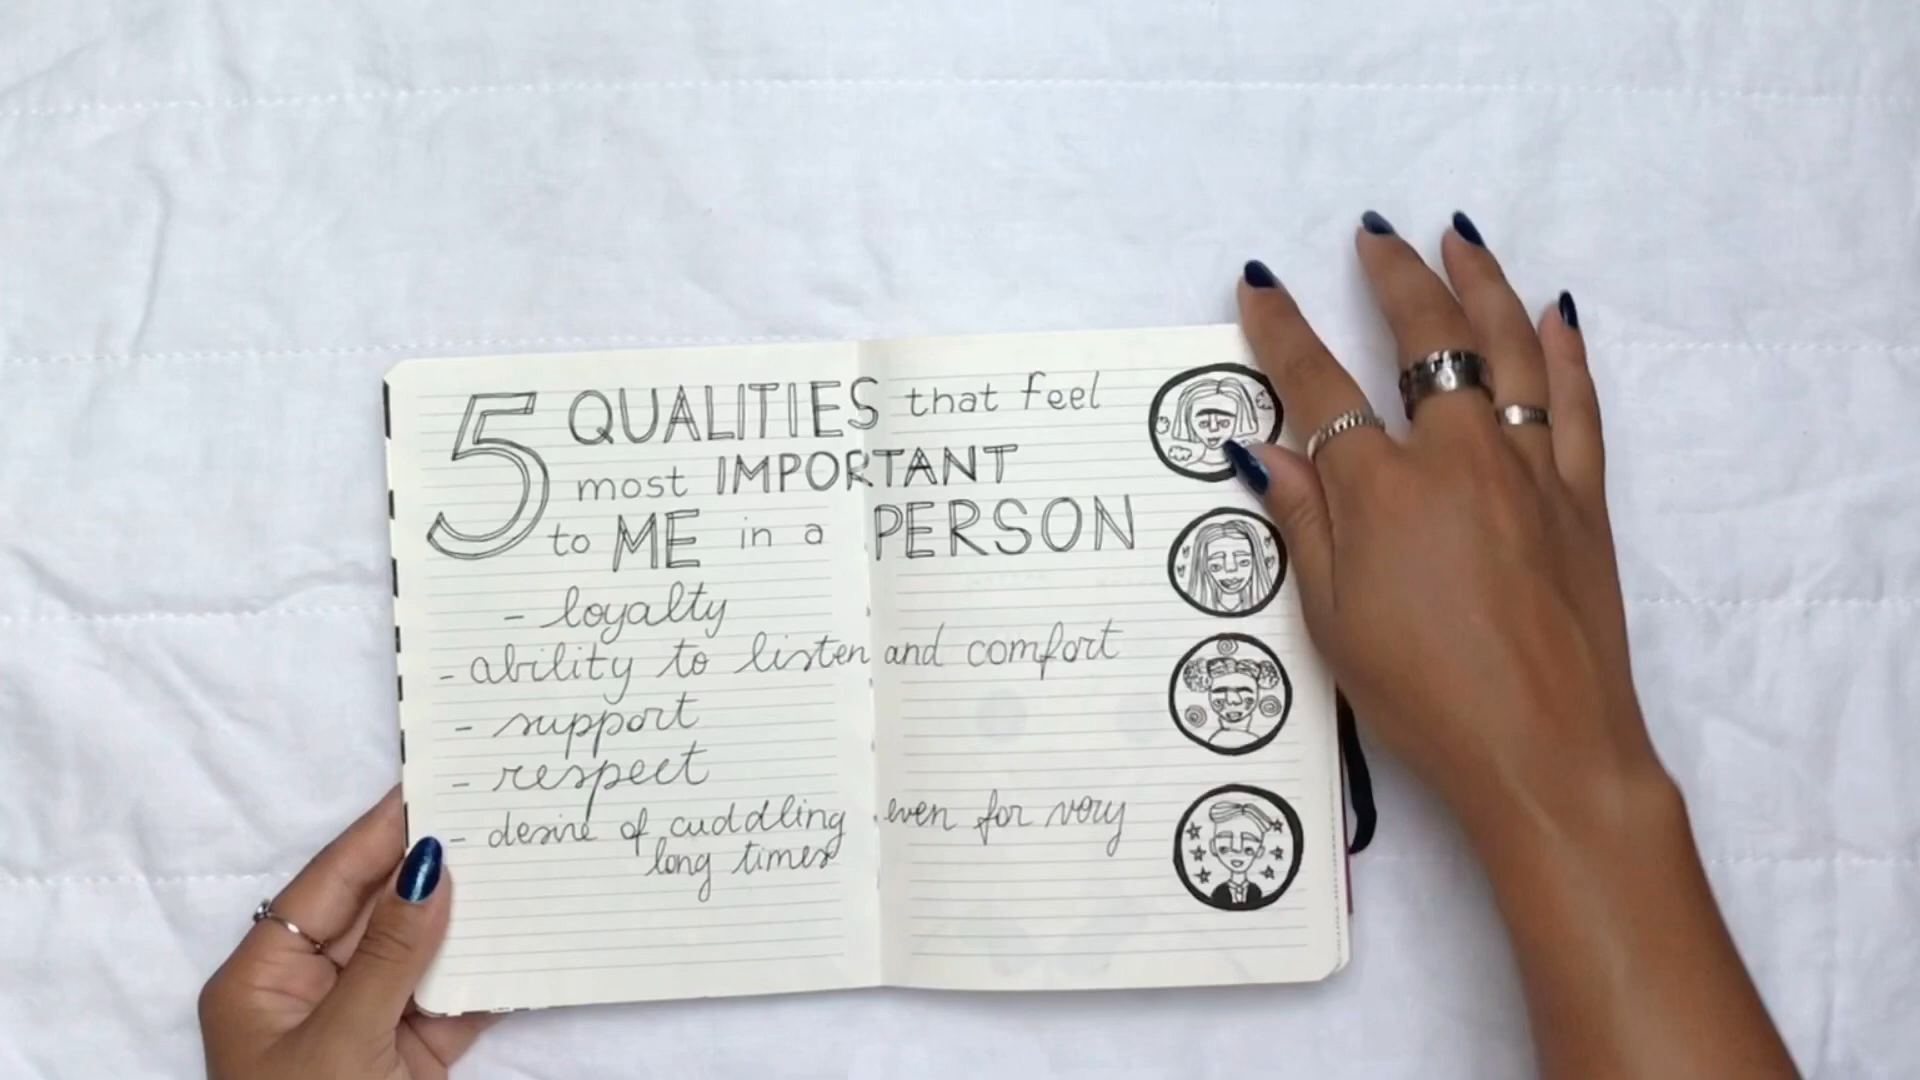 5 QUALITIES that feel
most IMPORTANT
to ME in a PERSON
- loyalty
- ability to listen and comfort
- support
- respect
- desire of cuddling even for very
long times